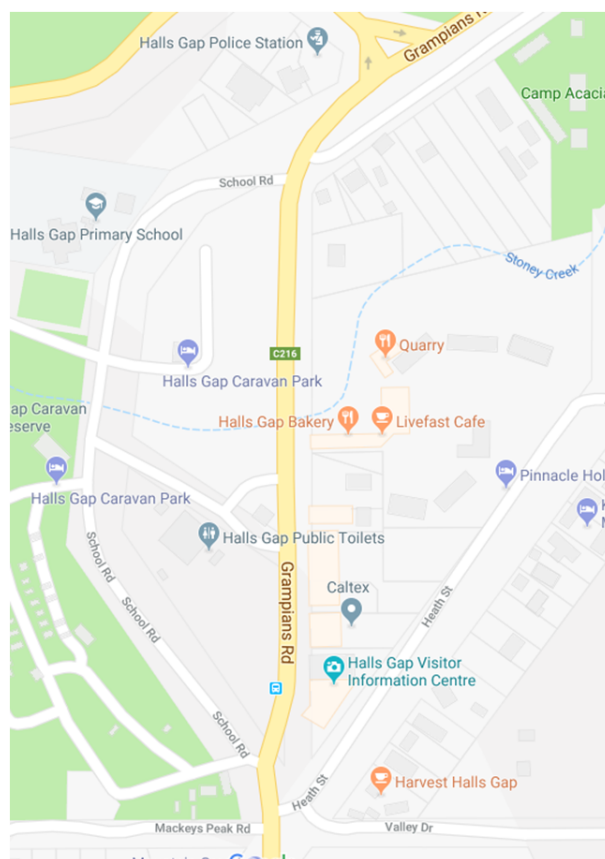 Halls Gap Police Station
Grampians R
Camp Acacia
School Rd
Halls Gap Primary School
Stoney Creek
C216
Quarry
Halls Gap Caravan Park
ap Caravan
eserve
Halls Gap Bakery
Livefast Cafe
Halls Gap Caravan Park
Pinnacle Hol
K
N
Halls Gap Public Toilets
School Rd
Grampians Rd
Caltex
Heath St
School Rd
Halls Gap Visitor
Information Centre
School Rd
Heath St
Harvest Halls Gap
Mackeys Peak Rd
Valley Dr